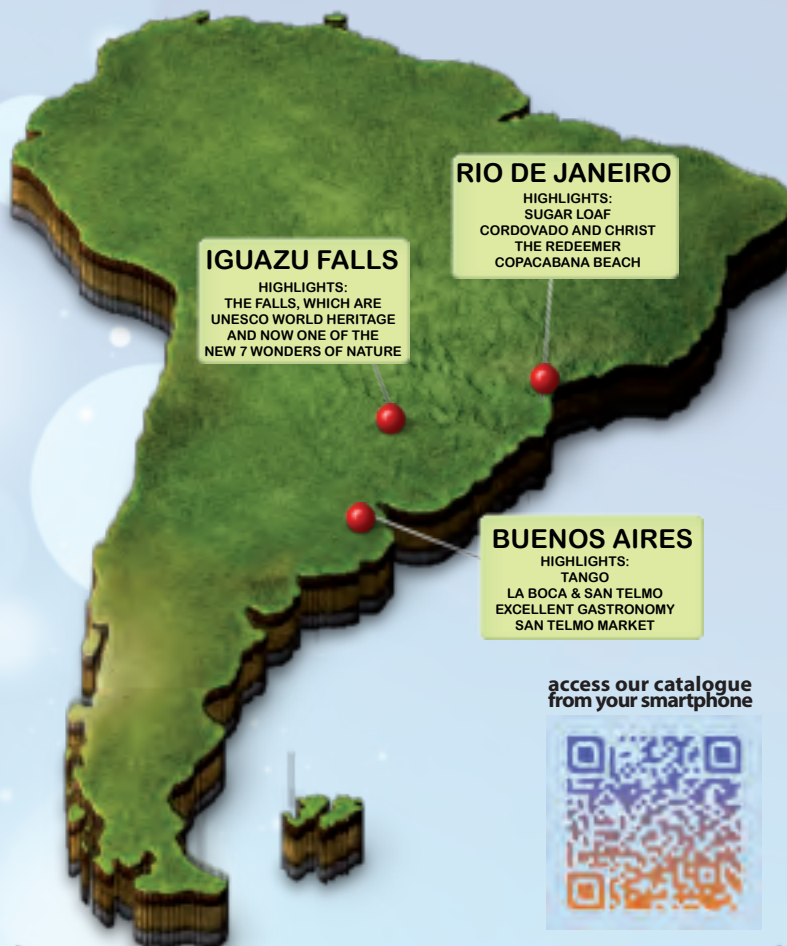 RIO DE JANEIRO
HIGHLIGHTS:
SUGAR LOAF
CORDOVADO AND CHRIST
THE REDEEMER
COPACABANA BEACH
IGUAZU FALLS
HIGHLIGHTS:
THE FALLS, WHICH ARE
UNESCO WORLD HERITAGE
AND NOW ONE OF THE
NEW 7 WONDERS OF NATURE
BUENOS AIRES
HIGHLIGHTS:
TANGO
LA BOCA & SAN TELMO
EXCELLENT GASTRONOMY
SAN TELMO MARKET
access our catalogue
from your smartphone